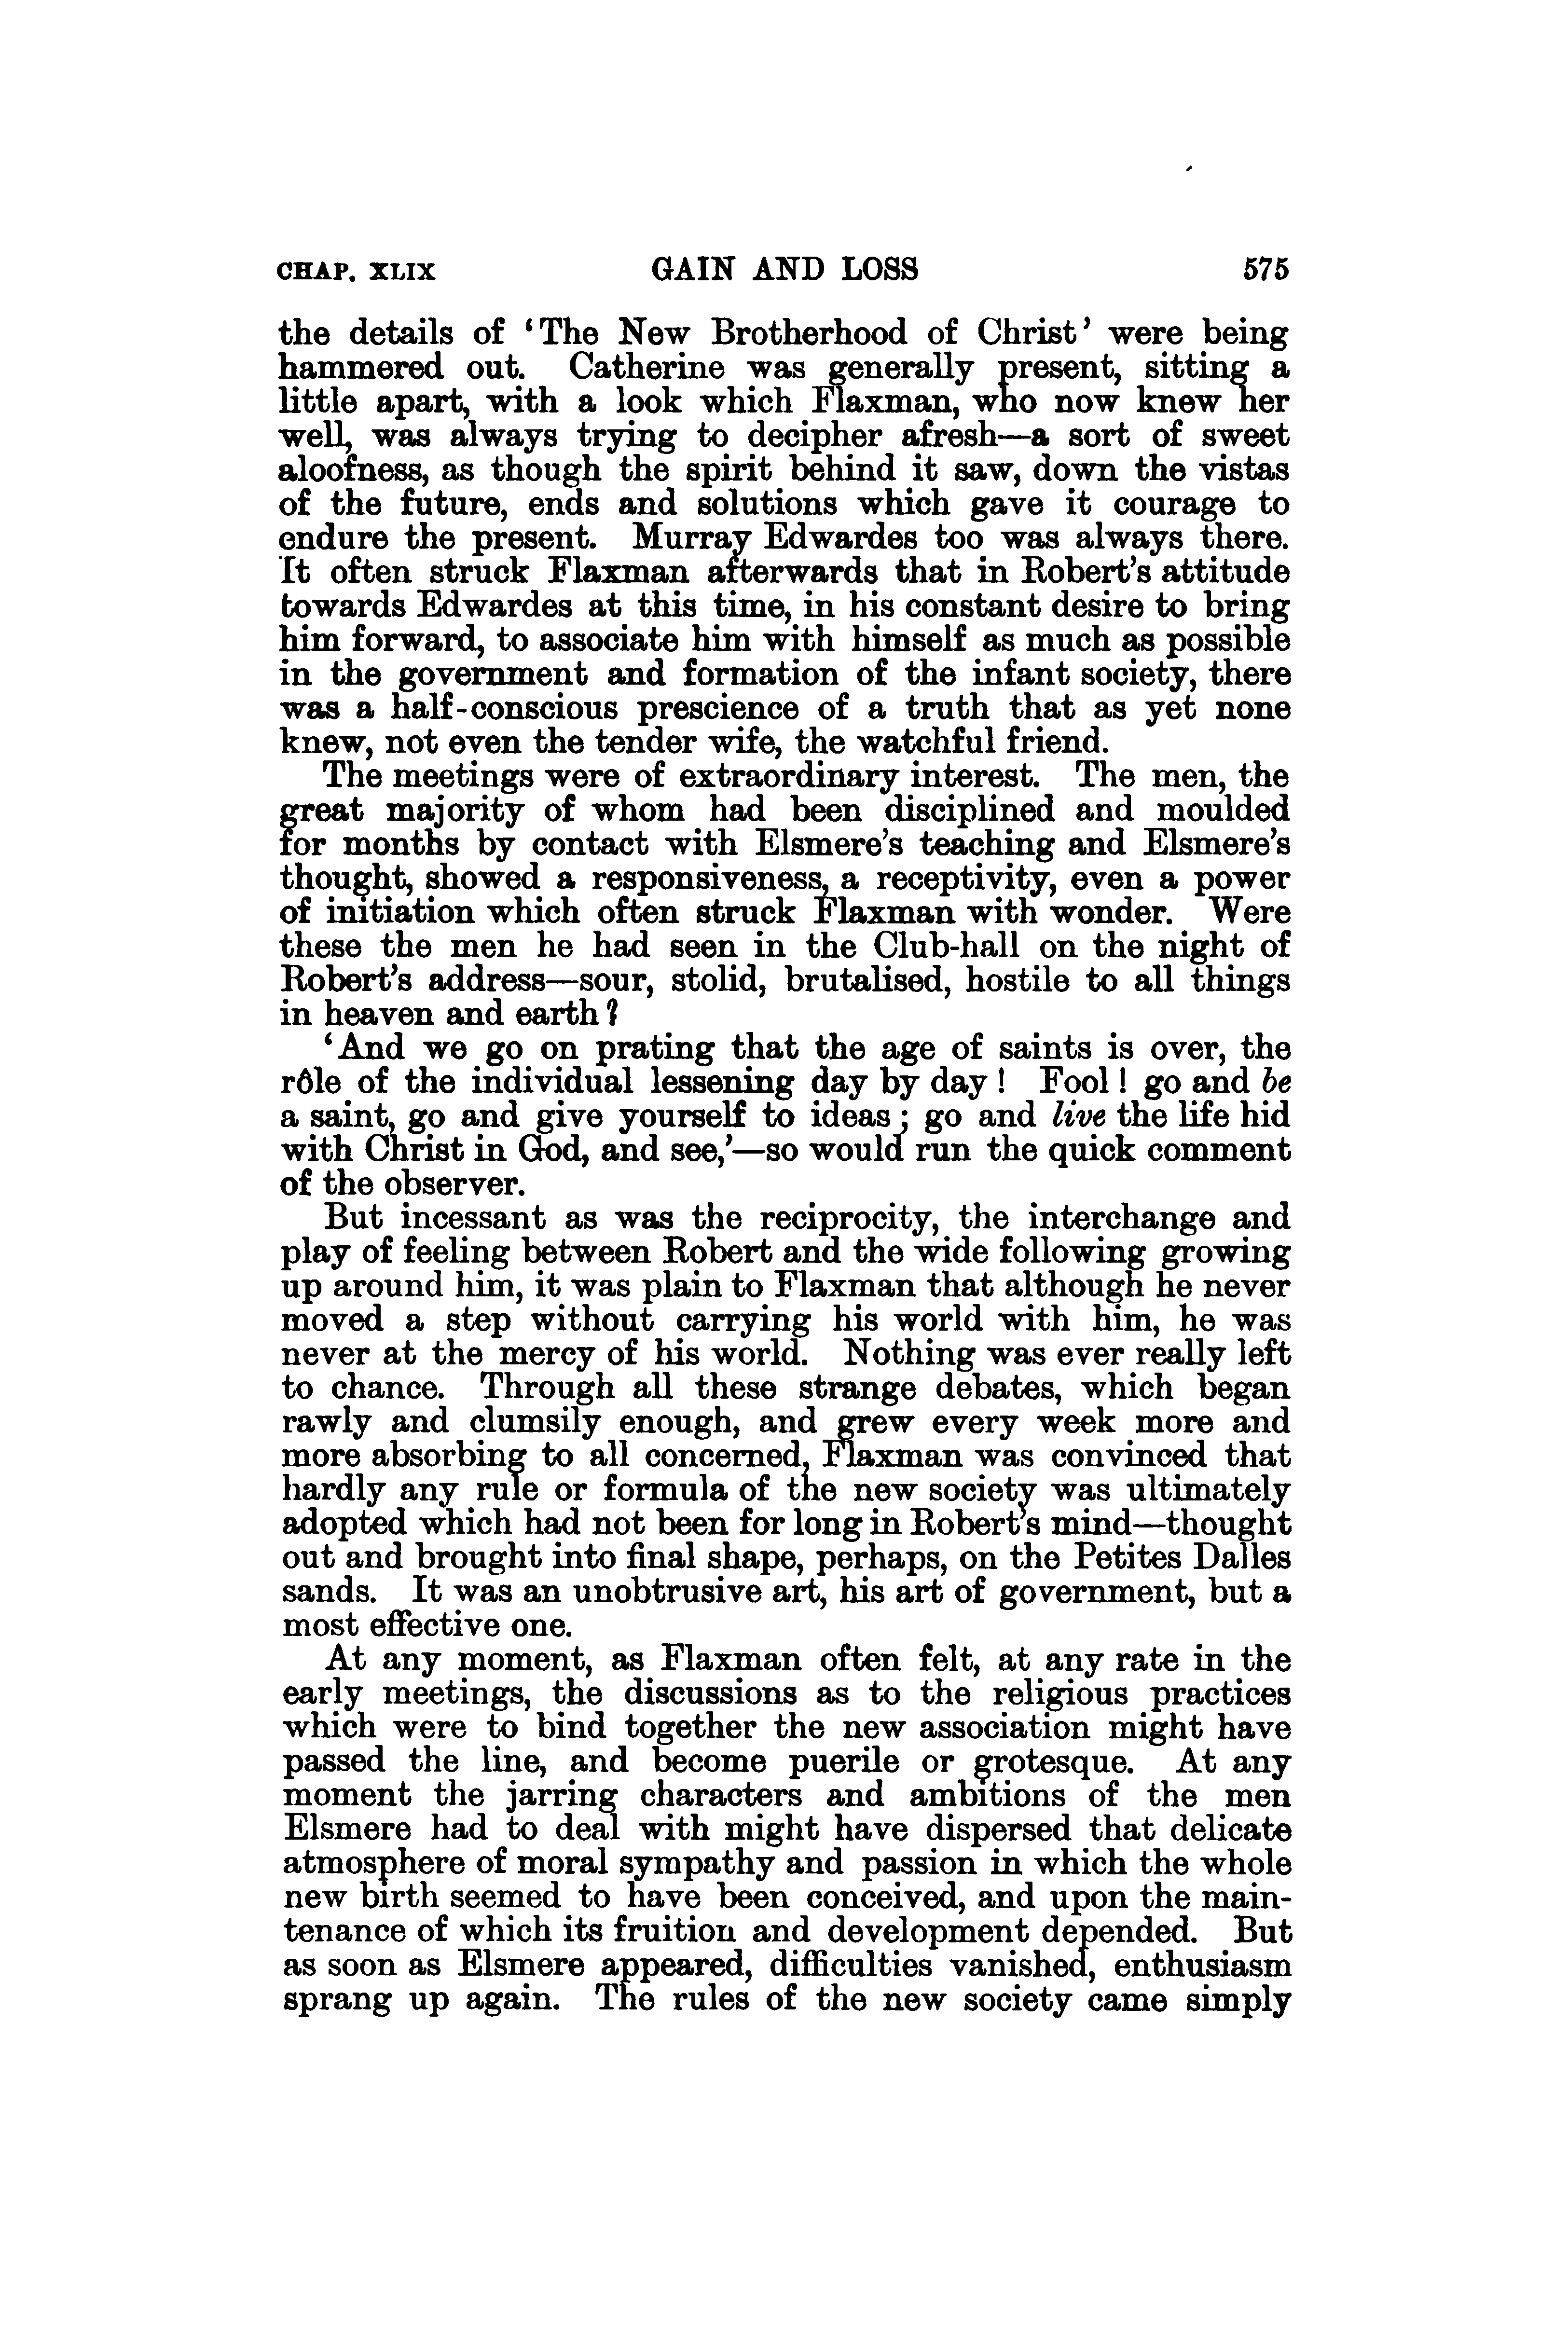 CHAP. XLIX GAIN AND LOSS 575
the details of ‘The New Brotherhood of Christ’ were being
hammered out. Catherine was generally present, sitting a
little apart, with a look which Flaxman, who now knew her
well, was always trying to decipher afresh—a sort of sweet
aloofness, as though the spirit behind it saw, down the vistas
of the future, ends and solutions which gave it courage to
endure the present. Murray Edwardes too was always there.
It often struck Flaxman afterwards that in Robert’s attitude
towards Edwardes at this time, in his constant desire to bring
him forward, to associate him with himself as much as possible
in the government and formation of the infant society, there
was a half-conscious prescience of a truth that as yet none
knew, not even the tender wife, the watchful friend.
The meetings were of extraordinary interest. The men, the
great majority of whom had been disciplined and moulded
for months by contact with Elsmere’s teaching and Elsmere’s
thought, showed a responsiveness, a receptivity, even a power
of initiation which often struck Flaxman with wonder. Were
these the men he had seen in the Club-hall on the night of
Robert’s address—sour, stolid, brutalised, hostile to all things
in heaven and earth?
‘And we go on prating that the age of saints is over, the
rôle of the individual lessening day by day! Fool! go and be
a saint, go and give yourself to ideas; go and live the life hid
with Christ in God, and see,’—so would run the quick comment
of the observer.
But incessant as was the reciprocity, the interchange and
play of feeling between Robert and the wide following growing
up around him, it was plain to Flaxman that although he never
moved a step without carrying his world with him, he was
never at the mercy of his world. Nothing was ever really left
to chance. Through all these strange debates, which began
rawly and clumsily enough, and grew every week more and
more absorbing to all concerned, Flaxman was convinced that
hardly any rule or formula of the new society was ultimately
adopted which had not been for long in Robert’s mind—thought
out and brought into final shape, perhaps, on the Petites Dalles
sands. It was an unobtrusive art, his art of government, but a
most effective one.
At any moment, as Flaxman often felt, at any rate in the
early meetings, the discussions as to the religious practices
which were to bind together the new association might have
passed the line, and become puerile or grotesque. At any
moment the jarring characters and ambitions of the men
Elsmere had to deal with might have dispersed that delicate
atmosphere of moral sympathy and passion in which the whole
new birth seemed to have been conceived, and upon the main-
tenance of which its fruition and development depended. But
as soon as Elsmere appeared, difficulties vanished, enthusiasm
sprang up again. The rules of the new society came simply